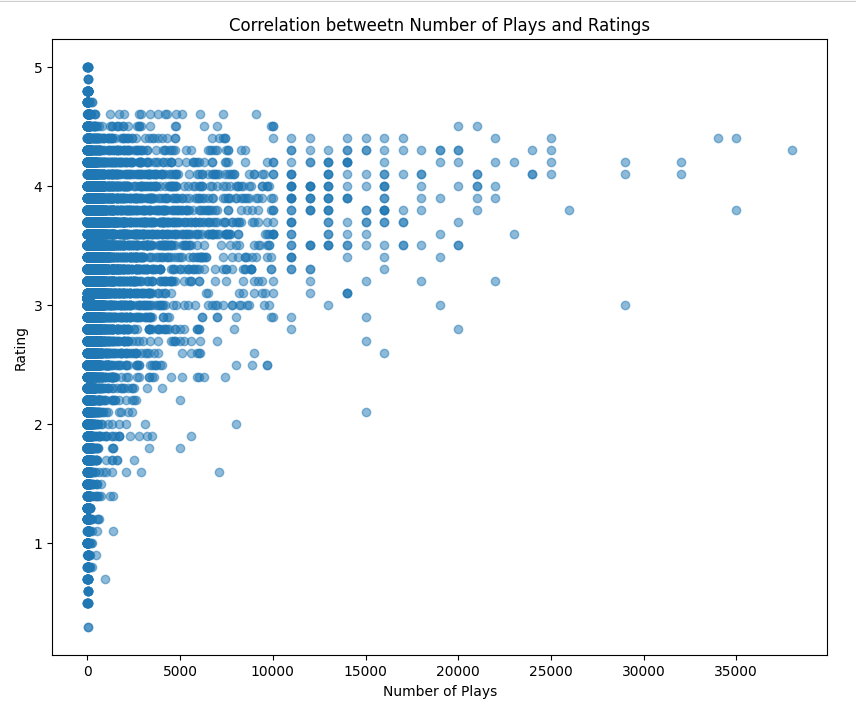 Correlation betweetn Number of Plays and Ratings
5
4
3
2
1
Rating
0 5000 10000 15000 20000 25000 30000 35000
Number of Plays